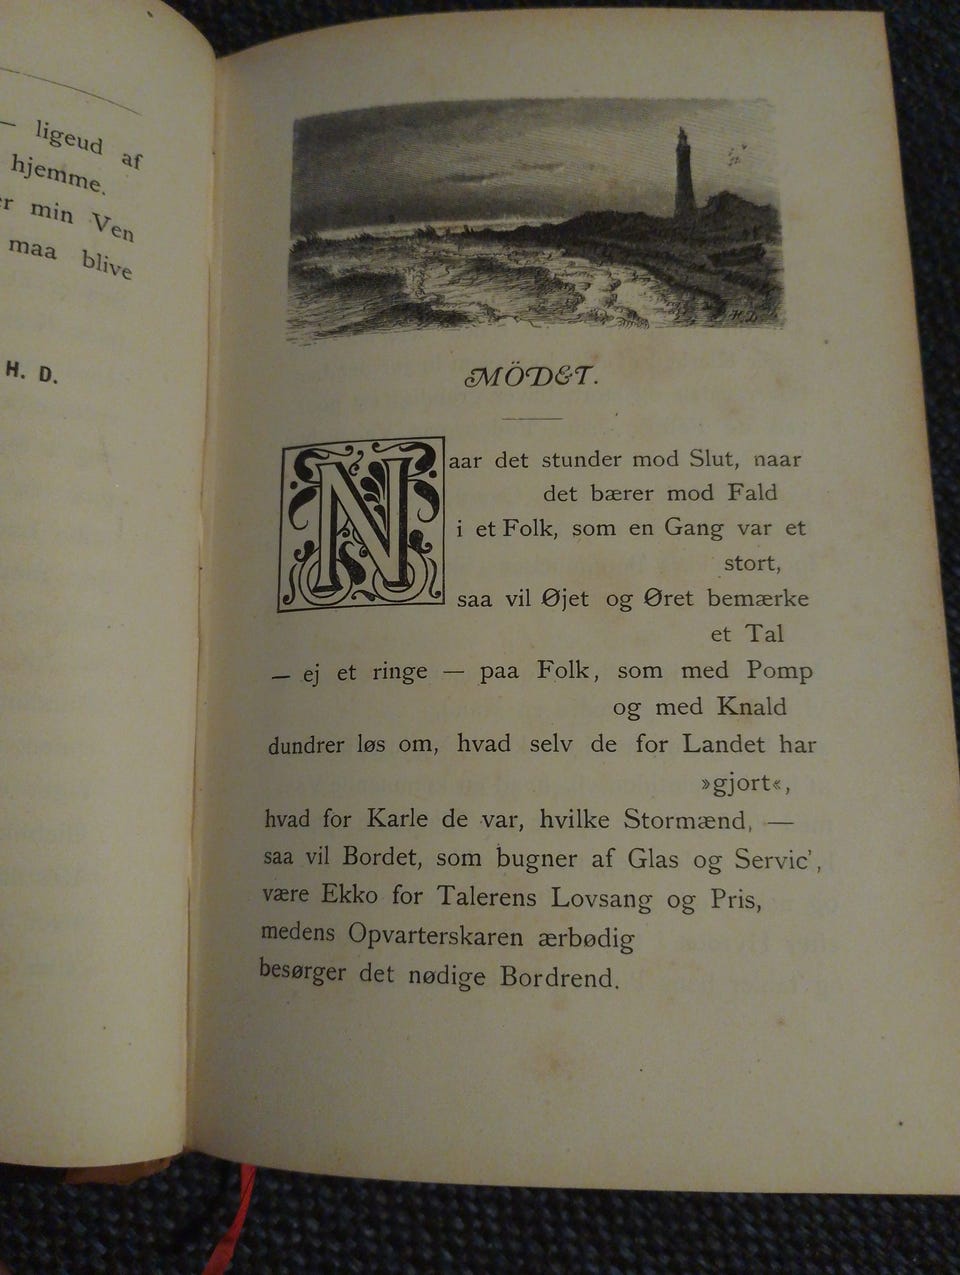 — ligeud af
hjemme.
er min Ven
maa blive
H. D.
H. D.
MÖDET.
Naar det stunder mod Slut, naar
det bærer mod Fald
i et Folk, som en Gang var et
stort,
saa vil Øjet og Øret bemærke
et Tal
— ej et ringe — paa Folk, som med Pomp
og med Knald
dundrer løs om, hvad selv de for Landet har
»gjort«,
hvad for Karle de var, hvilke Stormænd, —
saa vil Bordet, som bugner af Glas og Servic’,
være Ekko for Talerens Lovsang og Pris,
medens Opvarterskaren ærbødig
besørger det nødige Bordrend.